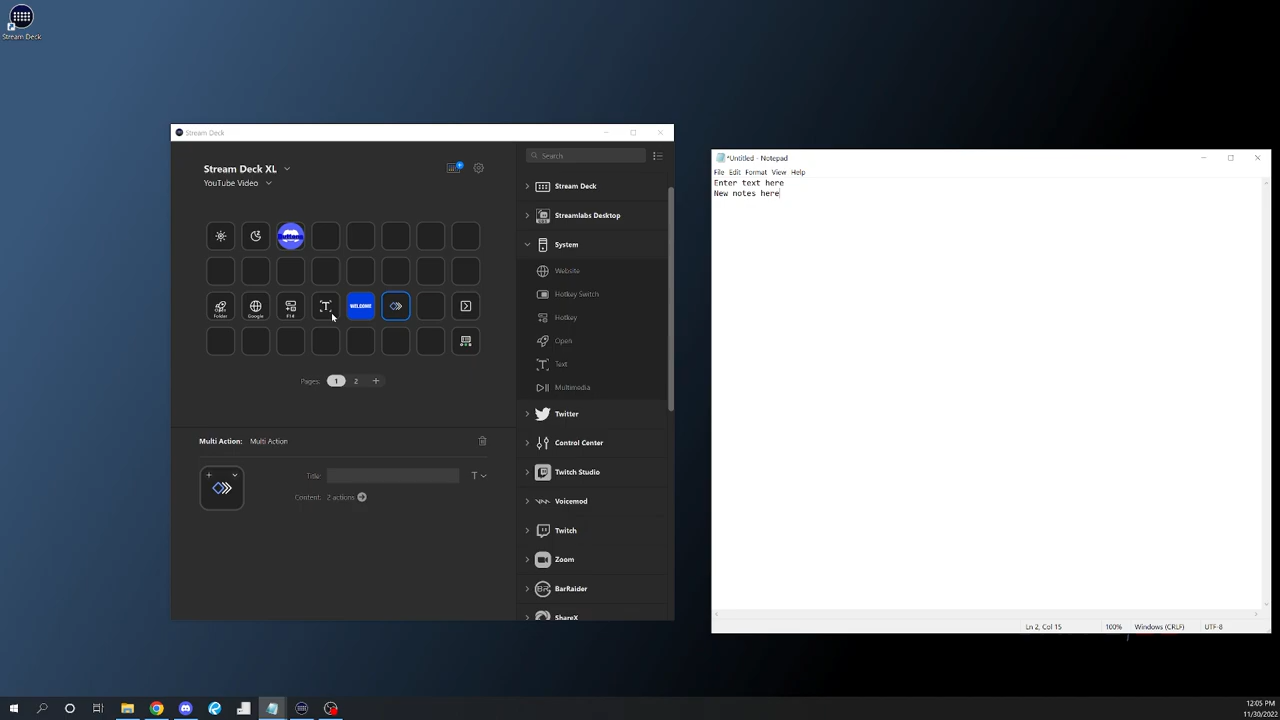 Stream Deck
Stream Deck
Stream Deck XL
YouTube Video
Buttons
Folder
Google
F14
WELCOME
Pages:
1
2
+
Multi Action:
Multi Action
Title:
T
Content:
2 actions
Search
Stream Deck
Streamlabs Desktop
System
Website
Hotkey Switch
Hotkey
Open
Text
Multimedia
Twitter
Control Center
Twitch Studio
Voicemod
Twitch
Zoom
BarRaider
ShareX
*Untitled - Notepad
File Edit Format View Help
Enter text here
New notes here
Ln 2, Col 15
100%
Windows (CRLF)
UTF-8
12:05 PM
11/30/2022